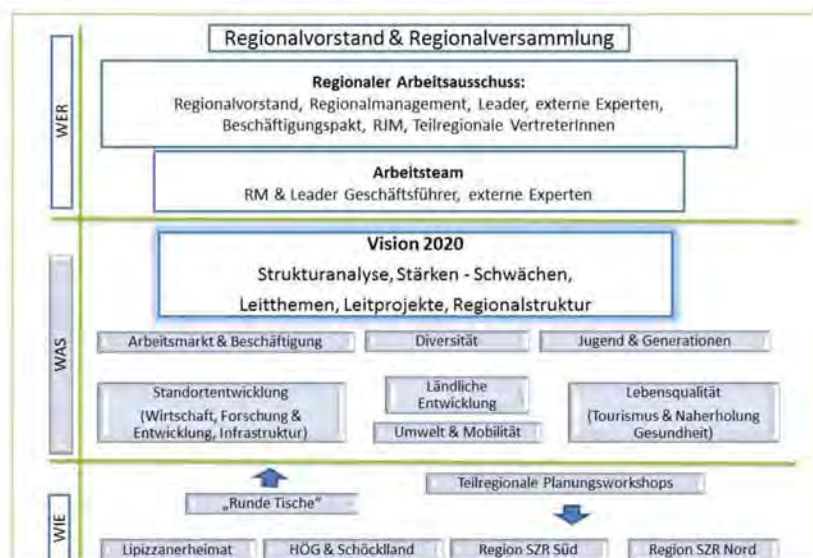 Regionalvorstand & Regionalversammlung
WER
Regionaler Arbeitsausschuss:
Regionalvorstand, Regionalmanagement, Leader, externe Experten,
Beschäftigungspakt, RJM, Teilregionale VertreterInnen
Arbeitsteam
RM & Leader Geschäftsführer, externe Experten
WAS
Vision 2020
Strukturanalyse, Stärken - Schwächen,
Leitthemen, Leitprojekte, Regionalstruktur
Arbeitsmarkt & Beschäftigung
Diversität
Jugend & Generationen
Standortentwicklung
(Wirtschaft, Forschung &
Entwicklung, Infrastruktur)
Ländliche
Entwicklung
Umwelt & Mobilität
Lebensqualität
(Tourismus & Naherholung
Gesundheit)
WIE
„Runde Tische“
Teilregionale Planungsworkshops
Lipizzanerheimat
HÖG & Schöcklland
Region SZR Süd
Region SZR Nord